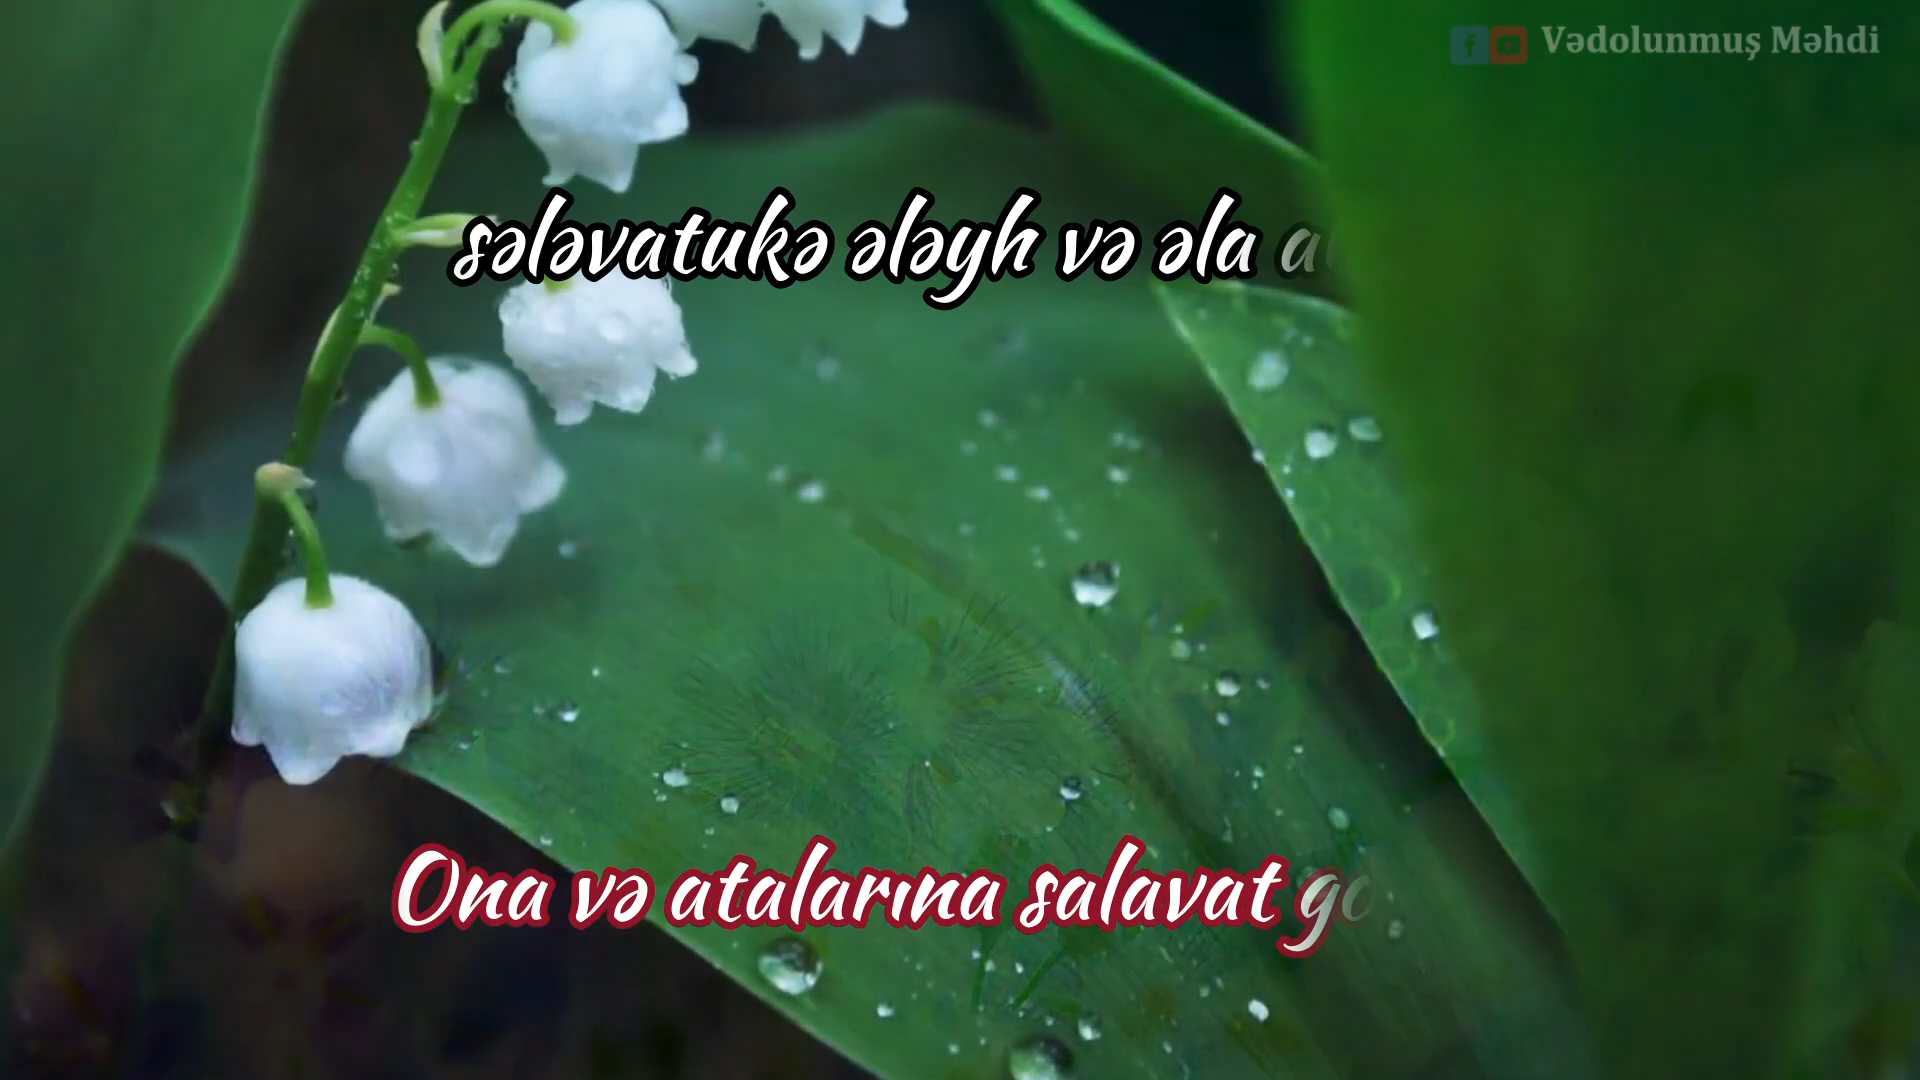 Vədolunmuş Məhdi
sələvatukə ələyh və əla
Ona və atalarına salavat